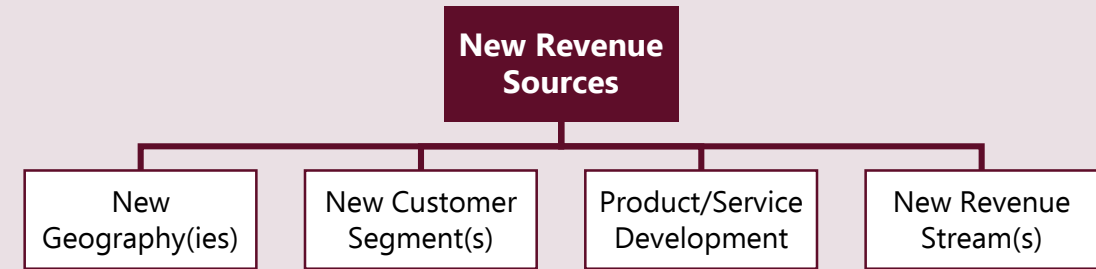 New Revenue
Sources
New
Geography(ies)
New Customer
Segment(s)
Product/Service
Development
New Revenue
Stream(s)